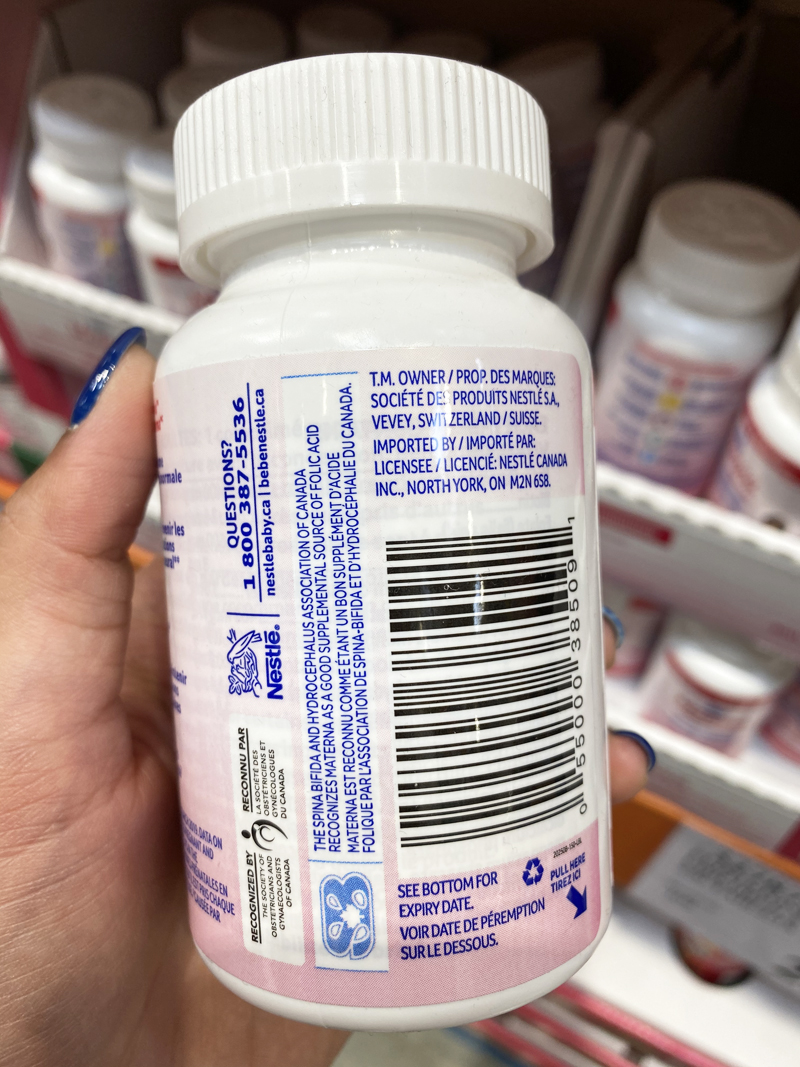 T.M. OWNER / PROP. DES MARQUES:
SOCIÉTÉ DES PRODUITS NESTLÉ S.A.,
VEVEY, SWITZERLAND / SUISSE.
IMPORTED BY / IMPORTÉ PAR:
LICENSEE / LICENCIÉ: NESTLÉ CANADA
INC., NORTH YORK, ON M2N 6S8.
QUESTIONS?
1 800 387-5536
nestlebaby.ca | bebenestle.ca
Nestlé®
THE SPINA BIFIDA AND HYDROCEPHALUS ASSOCIATION OF CANADA
RECOGNIZES MATERNA AS A GOOD SUPPLEMENTAL SOURCE OF FOLIC ACID
MATERNA EST RECONNU COMME ÉTANT UN BON SUPPLÉMENT D'ACIDE
FOLIQUE PAR L'ASSOCIATION DE SPINA-BIFIDA ET D'HYDROCÉPHALIE DU CANADA.
RECOGNIZED BY
THE SOCIETY OF
OBSTETRICIANS AND
GYNAECOLOGISTS
OF CANADA
RECONNU PAR
LA SOCIÉTÉ DES
OBSTÉTRICIENS ET
GYNÉCOLOGUES
DU CANADA
0 55000 38509 1
SEE BOTTOM FOR
EXPIRY DATE.
VOIR DATE DE PÉREMPTION
SUR LE DESSOUS.
PULL HERE
TIREZ ICI
DATA ON
AND